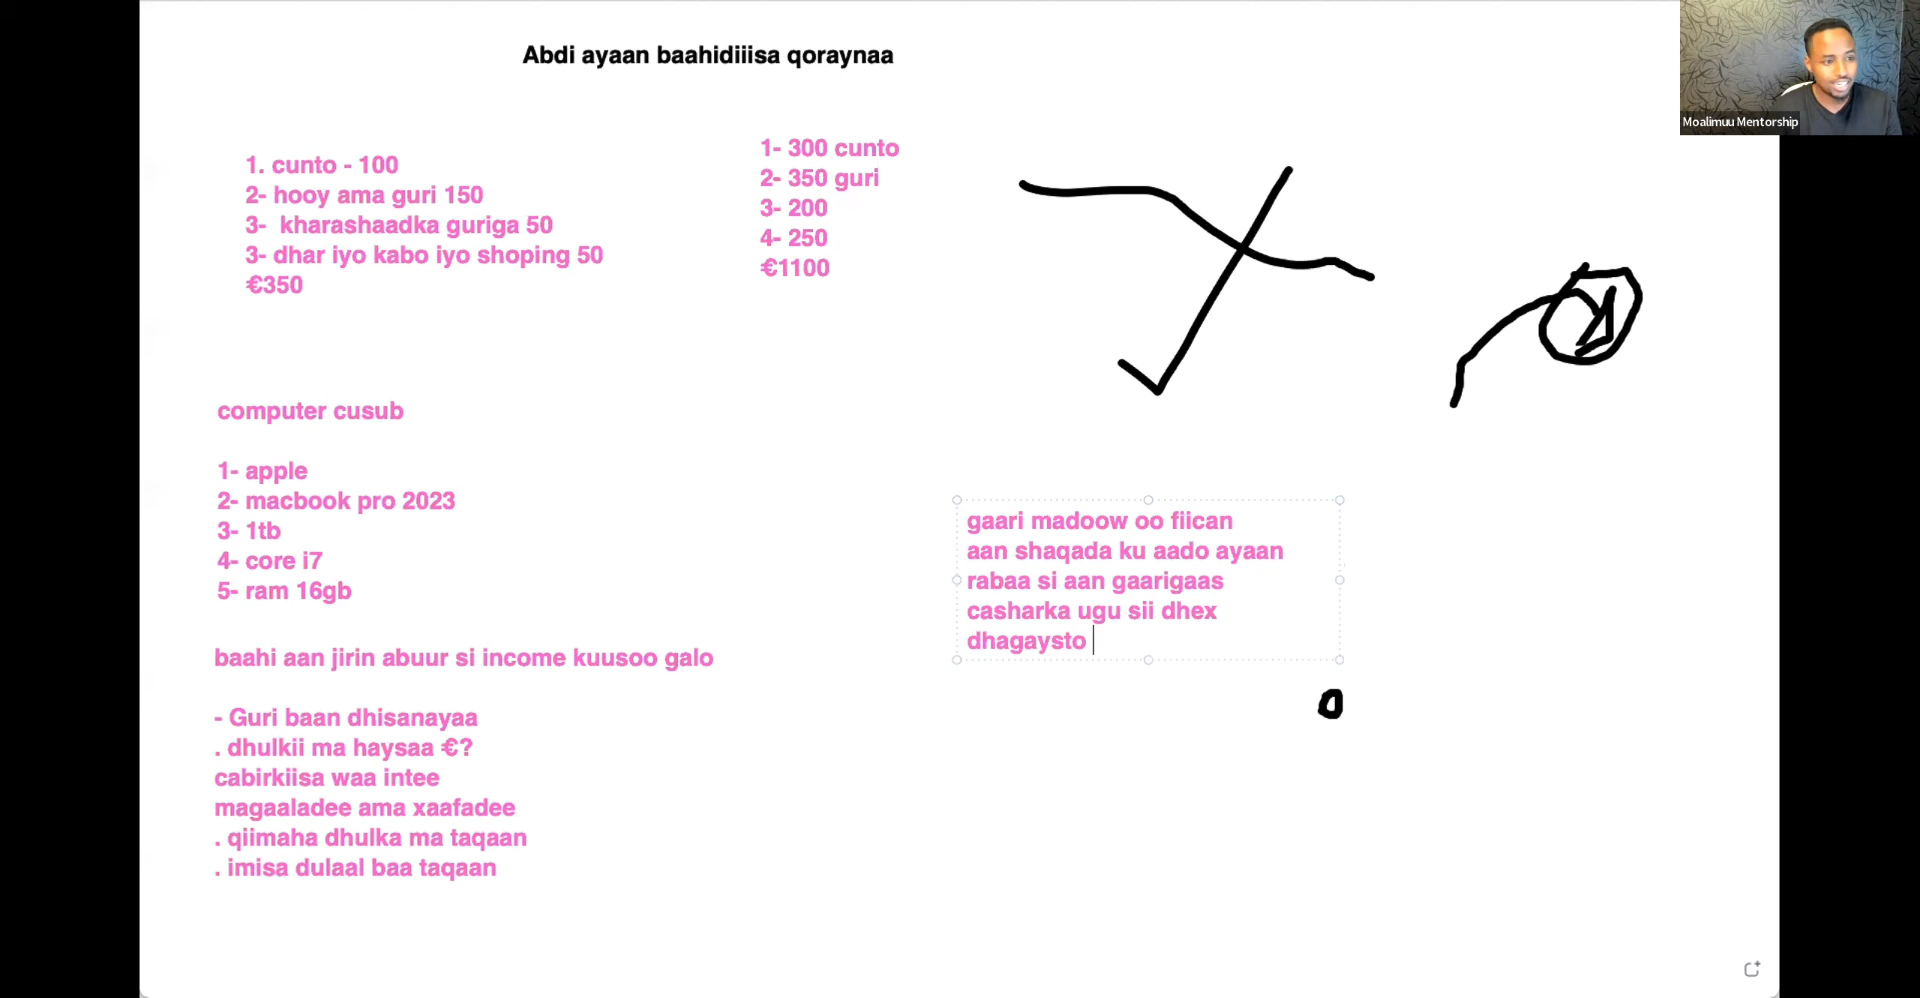 Abdi ayaan baahidiiisa qoraynaa
Moalimuu Mentorship
1. cunto - 100
2- hooy ama guri 150
3- kharashaadka guriga 50
3- dhar iyo kabo iyo shoping 50
€350
1- 300 cunto
2- 350 guri
3- 200
4- 250
€1100
computer cusub
1- apple
2- macbook pro 2023
3- 1tb
4- core i7
5- ram 16gb
gaari madoow oo fiican
aan shaqada ku aado ayaan
rabaa si aan gaarigaas
casharka ugu sii dhex
dhagaysto
baahi aan jirin abuur si income kuusoo galo
- Guri baan dhisanayaa
. dhulkii ma haysaa €?
cabirkiisa waa intee
magaaladee ama xaafadee
. qiimaha dhulka ma taqaan
. imisa dulaal baa taqaan